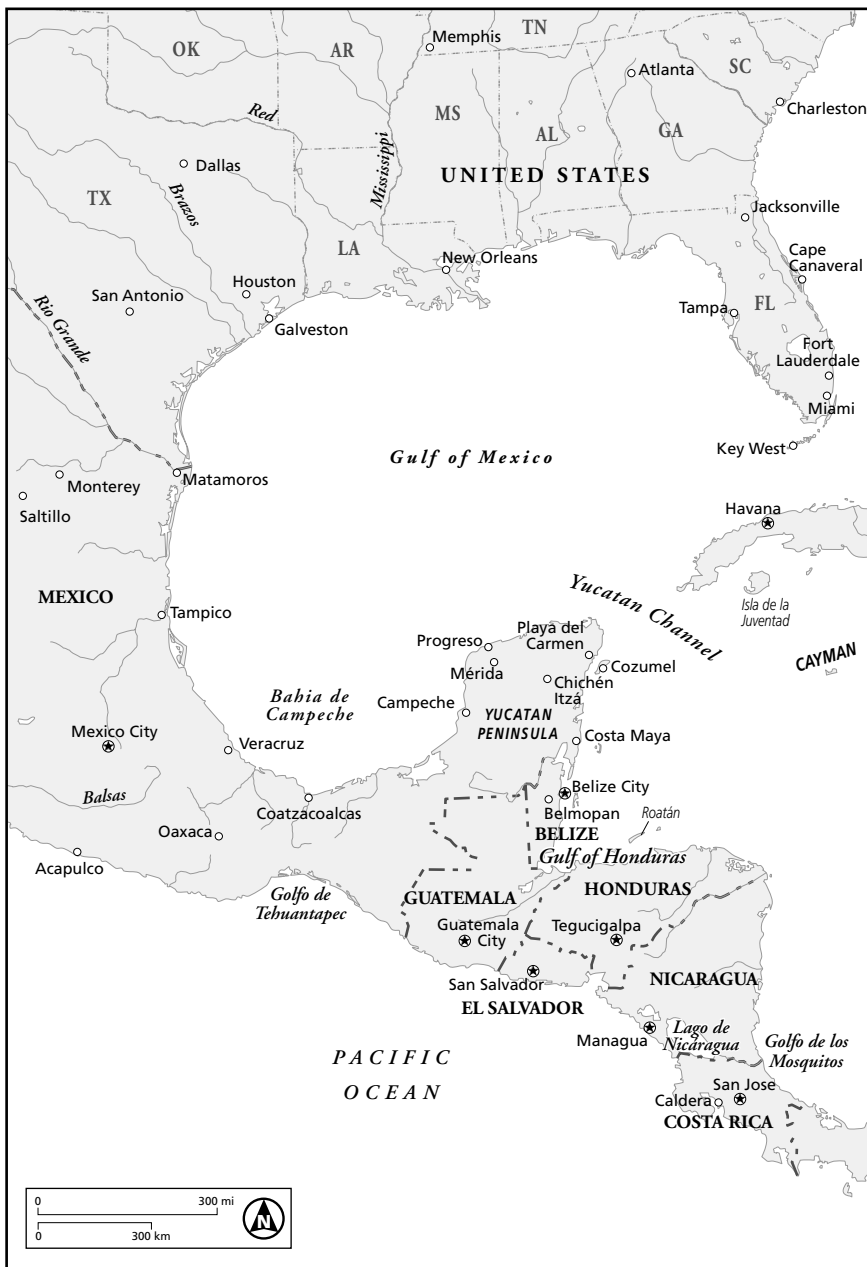 OK
AR
TN
Memphis
Atlanta
SC
Charleston
Red
MS
AL
GA
Mississippi
Dallas
UNITED STATES
TX
Brazos
Jacksonville
LA
New Orleans
Cape
Canaveral
Houston
San Antonio
Rio Grande
Galveston
Tampa
FL
Fort
Lauderdale
Miami
Key West
Gulf of Mexico
Monterey
Matamoros
Saltillo
Havana
MEXICO
Tampico
Yucatan Channel
Isla de la
Juventad
CAYMAN
Playa del
Carmen
Progreso
Mérida
Cozumel
Chichén
Itzá
Bahia de
Campeche
Campeche
YUCATAN
PENINSULA
Mexico City
Veracruz
Costa Maya
Balsas
Coatzacoalcas
Belize City
Belmopan
Roatán
Oaxaca
BELIZE
Gulf of Honduras
Acapulco
Golfo de
Tehuantapec
GUATEMALA
HONDURAS
Guatemala
City
Tegucigalpa
San Salvador
NICARAGUA
EL SALVADOR
Managua
Lago de
Nicaragua
Golfo de los
Mosquitos
PACIFIC
OCEAN
San Jose
Caldera
COSTA RICA
0 300 mi
0 300 km
N